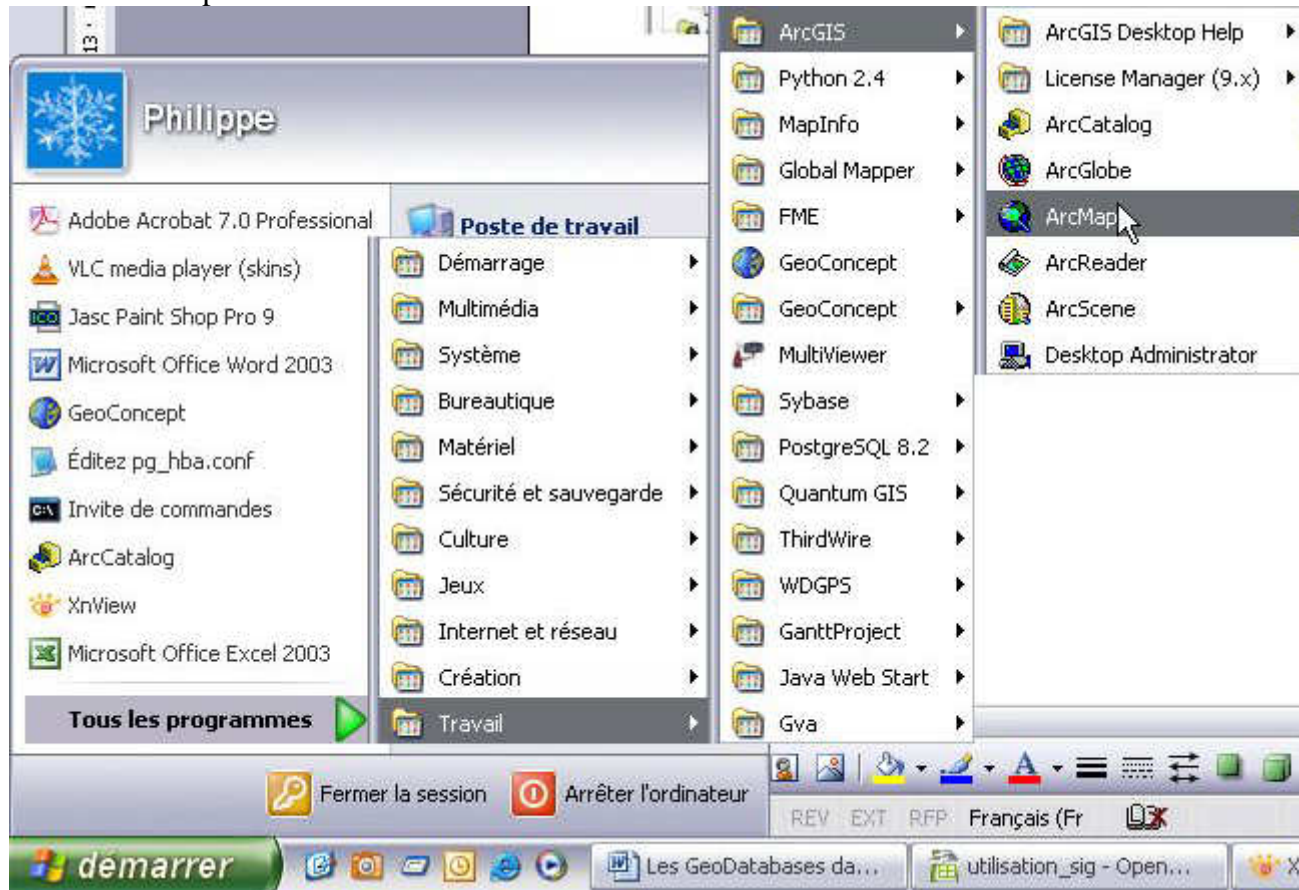 13
Philippe
Adobe Acrobat 7.0 Professional
VLC media player (skins)
Jasc Paint Shop Pro 9
Microsoft Office Word 2003
GeoConcept
Éditez pg_hba.conf
Invite de commandes
ArcCatalog
XnView
Microsoft Office Excel 2003
Tous les programmes
Poste de travail
Démarrage
Multimédia
Système
Bureautique
Matériel
Sécurité et sauvegarde
Culture
Jeux
Internet et réseau
Création
Travail
ArcGIS
Python 2.4
MapInfo
Global Mapper
FME
GeoConcept
GeoConcept
MultiViewer
Sybase
PostgreSQL 8.2
Quantum GIS
ThirdWire
WDGPS
GanttProject
Java Web Start
Gva
ArcGIS Desktop Help
License Manager (9.x)
ArcCatalog
ArcGlobe
ArcMap
ArcReader
ArcScene
Desktop Administrator
Fermer la session
Arrêter l'ordinateur
REV EXT RFP Français (Fr
démarrer
Les GeoDatabases da...
utilisation_sig - Open...
X